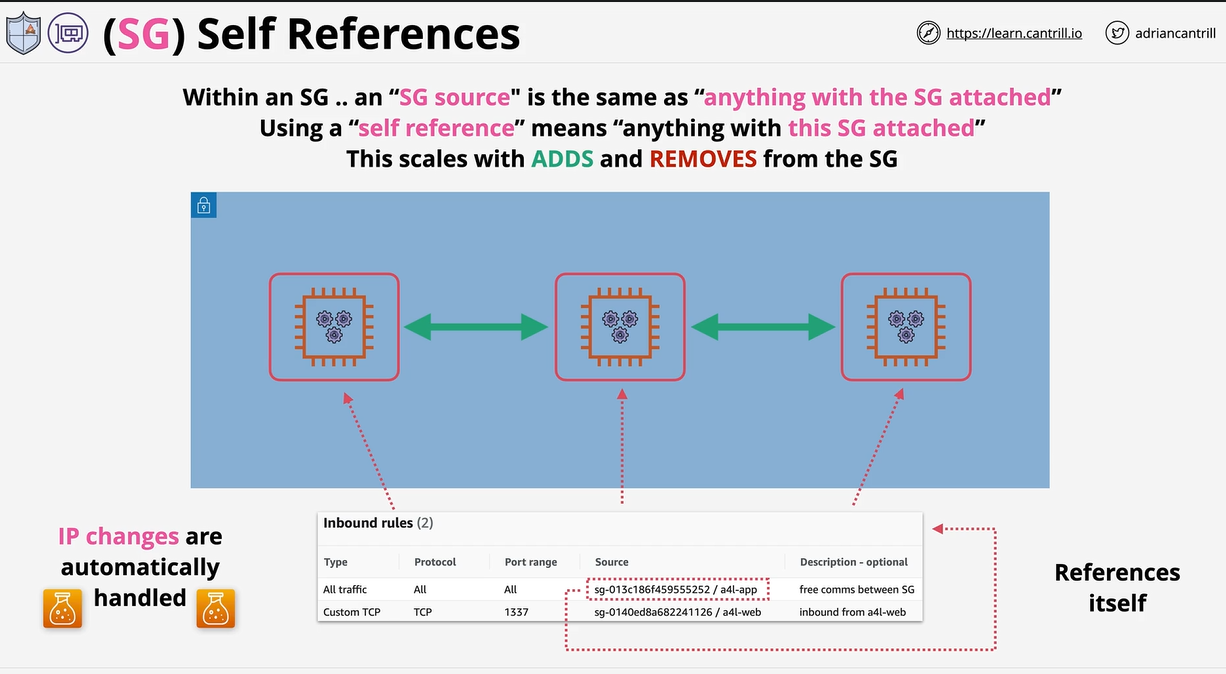 (SG) Self References
https://learn.cantrill.io
adriancantrill
Within an SG .. an “SG source" is the same as “anything with the SG attached”
Using a “self reference” means “anything with this SG attached”
This scales with ADDS and REMOVES from the SG
IP changes are
automatically
handled
Inbound rules (2)
Type Protocol Port range Source Description – optional
All traffic All All sg-013c186f459555252 / a4l-app free comms between SG
Custom TCP TCP 1337 sg-0140ed8a682241126 / a4l-web inbound from a4l-web
References
itself